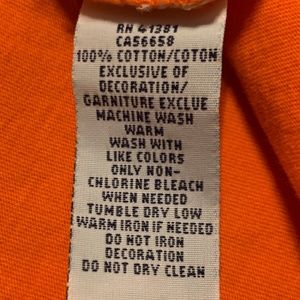 RN 41381
CA56658
100% COTTON/COTON
EXCLUSIVE OF
DECORATION/
GARNITURE EXCLUE
MACHINE WASH
WARM
WASH WITH
LIKE COLORS
ONLY NON-
CHLORINE BLEACH
WHEN NEEDED
TUMBLE DRY LOW
WARM IRON IF NEEDED
DO NOT IRON
DECORATION
DO NOT DRY CLEAN